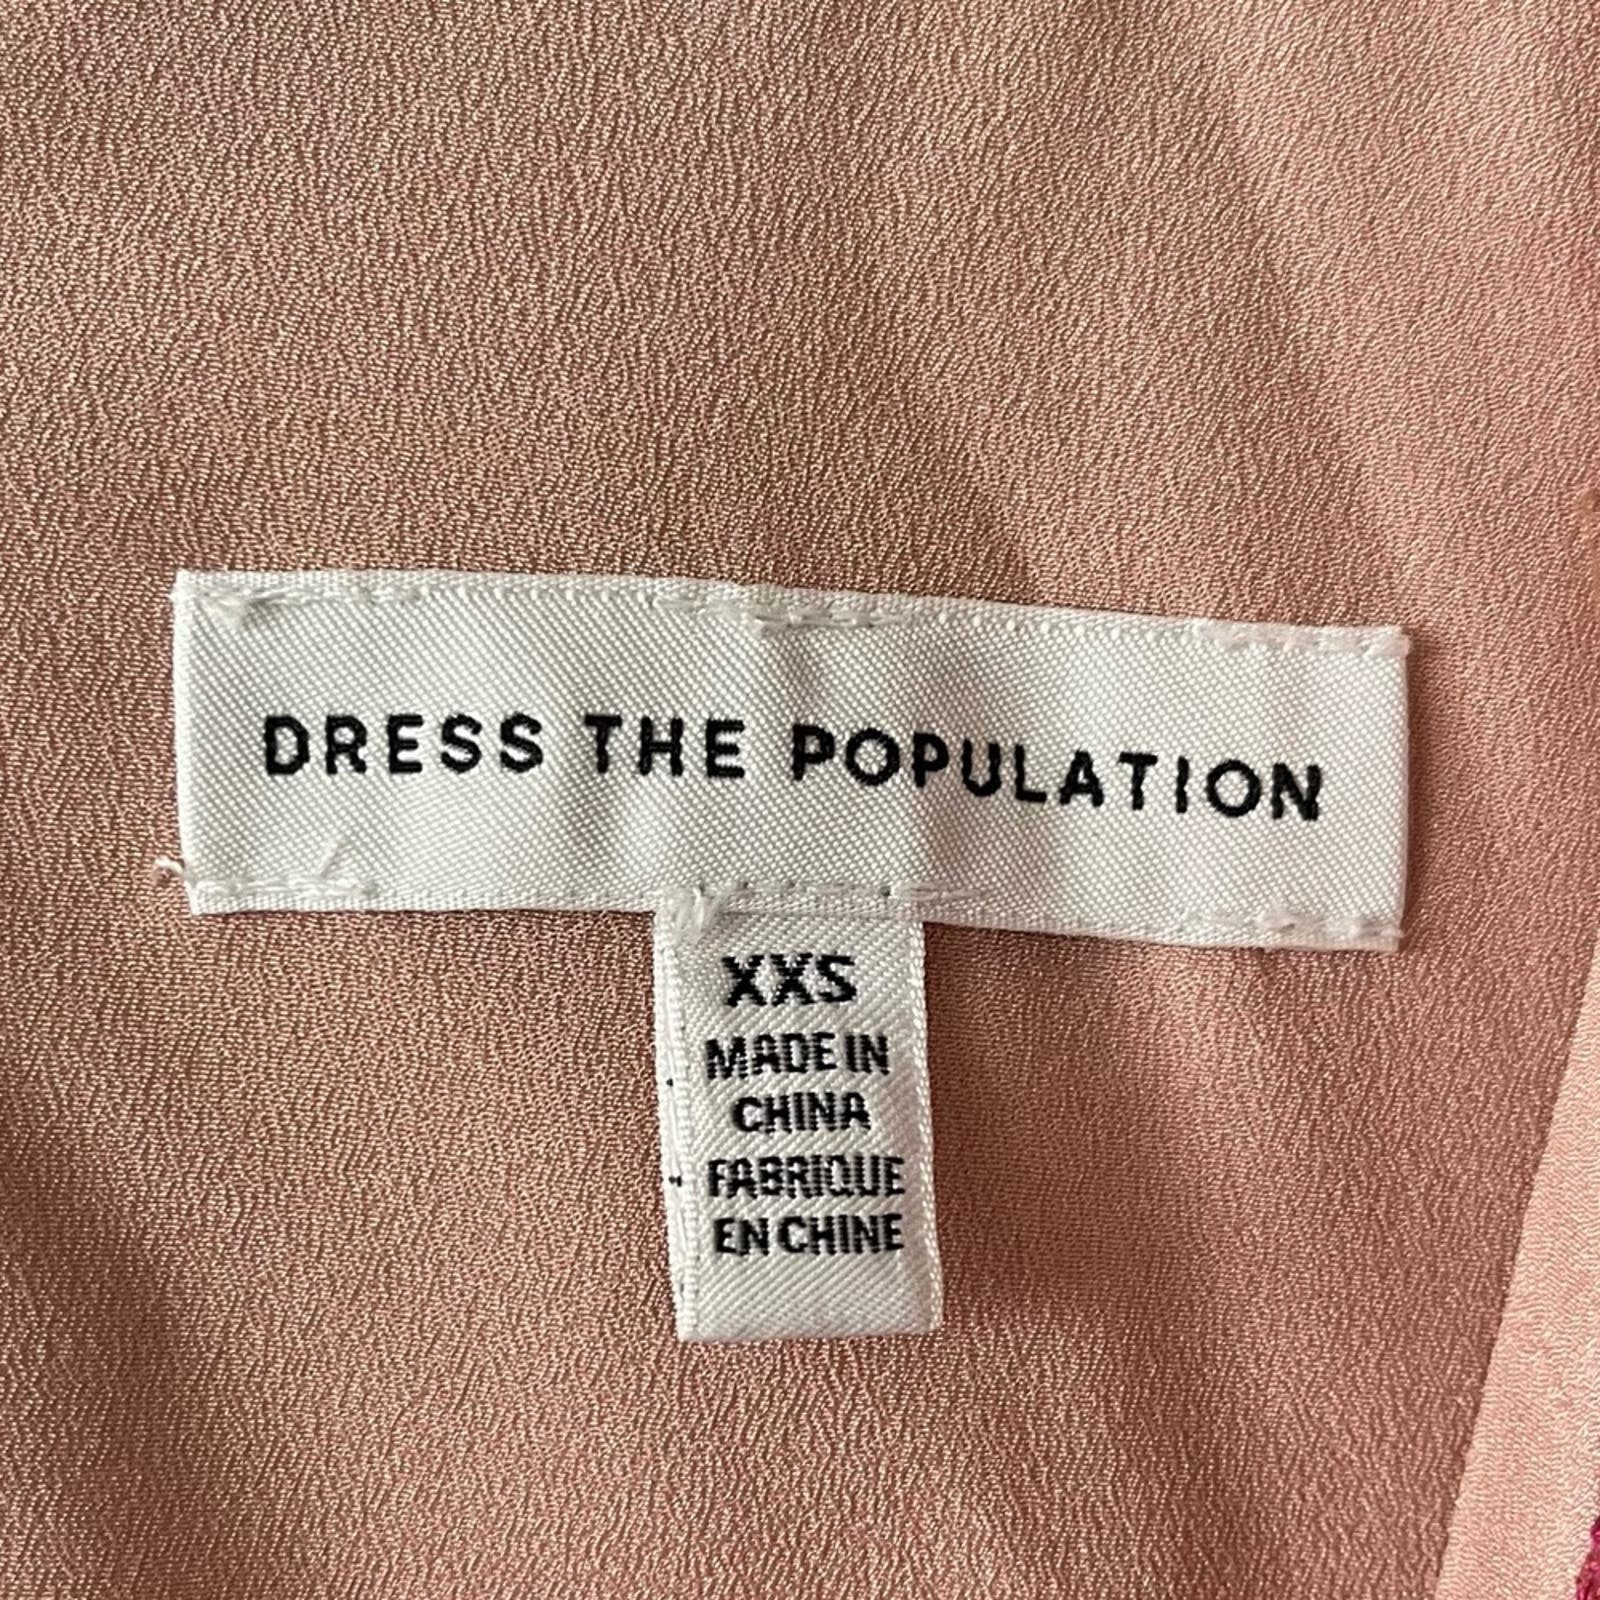 DRESS THE POPULATION
XXS
MADE IN
CHINA
FABRIQUE
EN CHINE